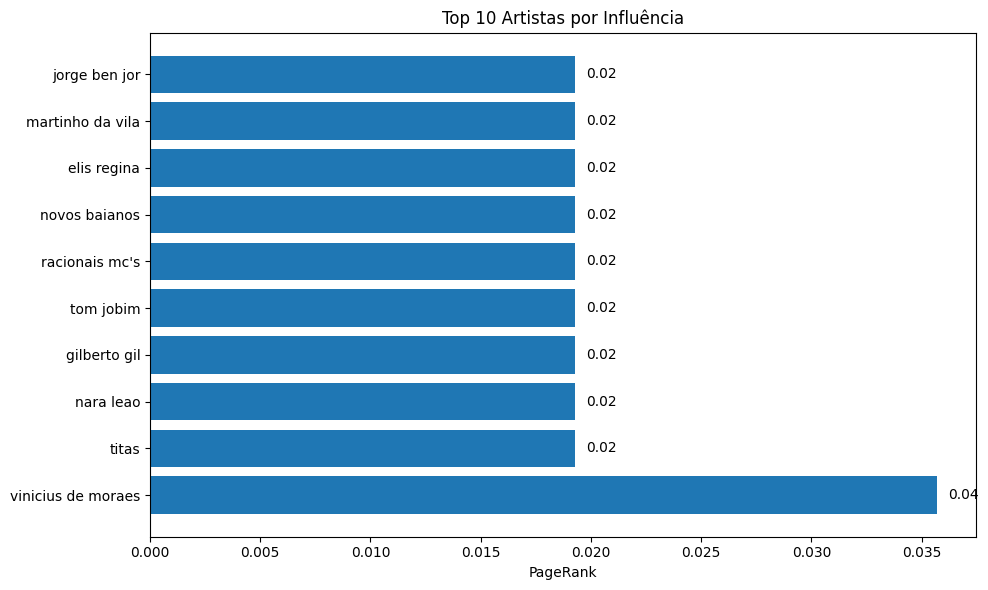 Top 10 Artistas por Influência
jorge ben jor 0.02
martinho da vila 0.02
elis regina 0.02
novos baianos 0.02
racionais mc's 0.02
tom jobim 0.02
gilberto gil 0.02
nara leao 0.02
titas 0.02
vinicius de moraes 0.04
0.000 0.005 0.010 0.015 0.020 0.025 0.030 0.035
PageRank